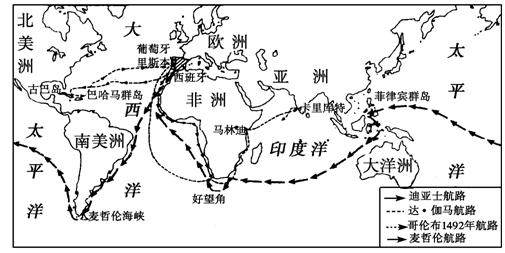 北美洲
大西洋
欧洲
亚洲
太平洋
葡萄牙
里斯本
西班牙
古巴岛
巴哈马群岛
非洲
卡里库特
菲律宾群岛
马林迪
印度洋
南美洲
太平洋
大洋洲
好望角
麦哲伦海峡
迪亚士航路
达·伽马航路
哥伦布1492年航路
麦哲伦航路